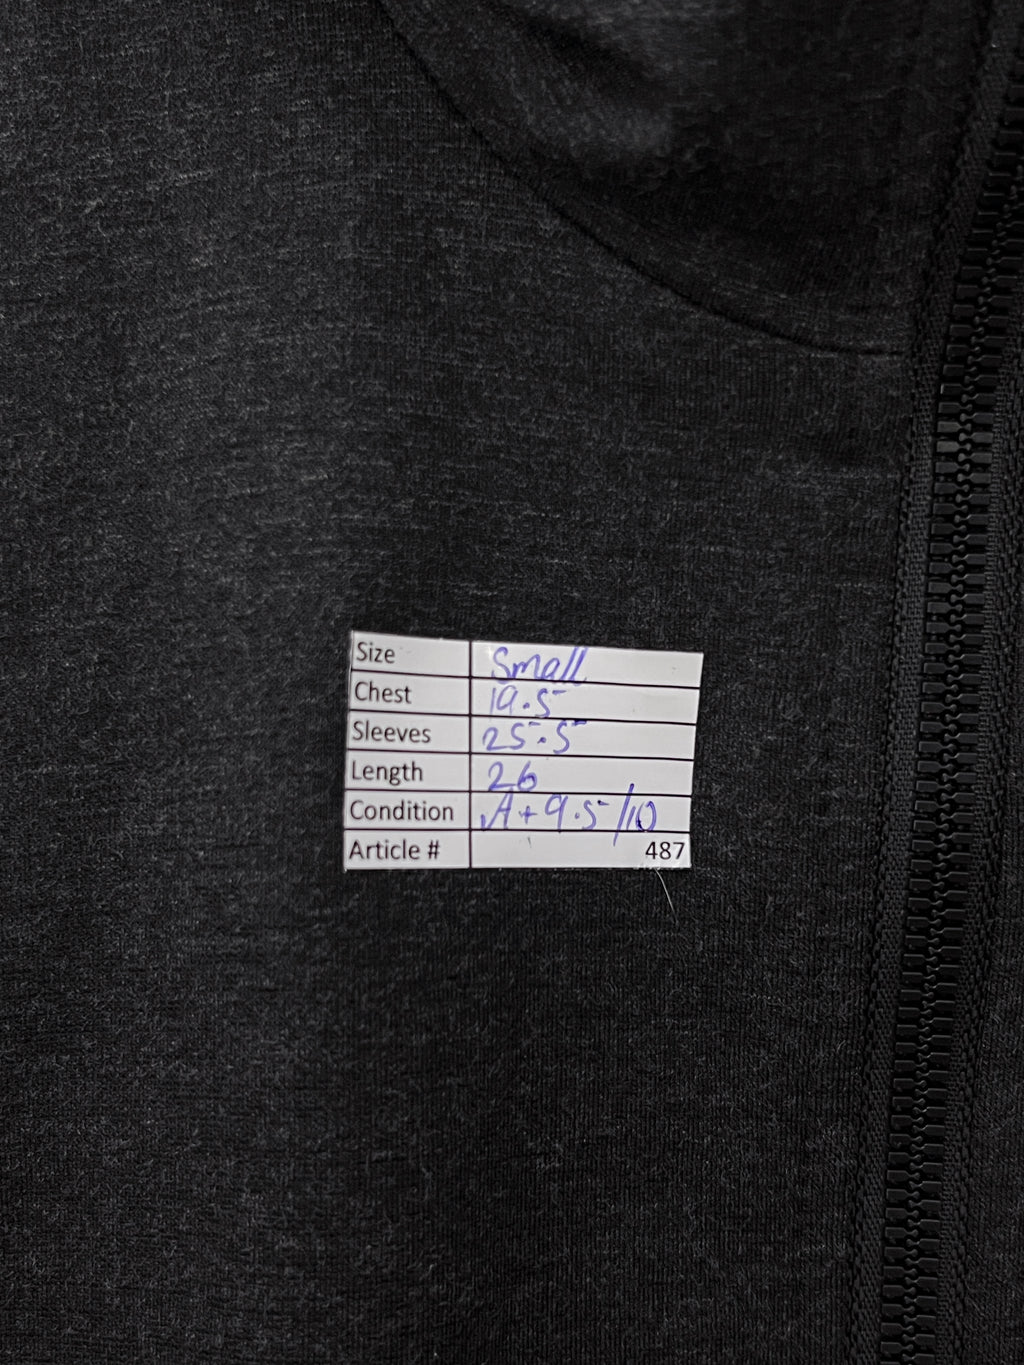 Size Small
Chest 19.5
Sleeves 25.5
Length 26
Condition A+ 9.5/10
Article # 487